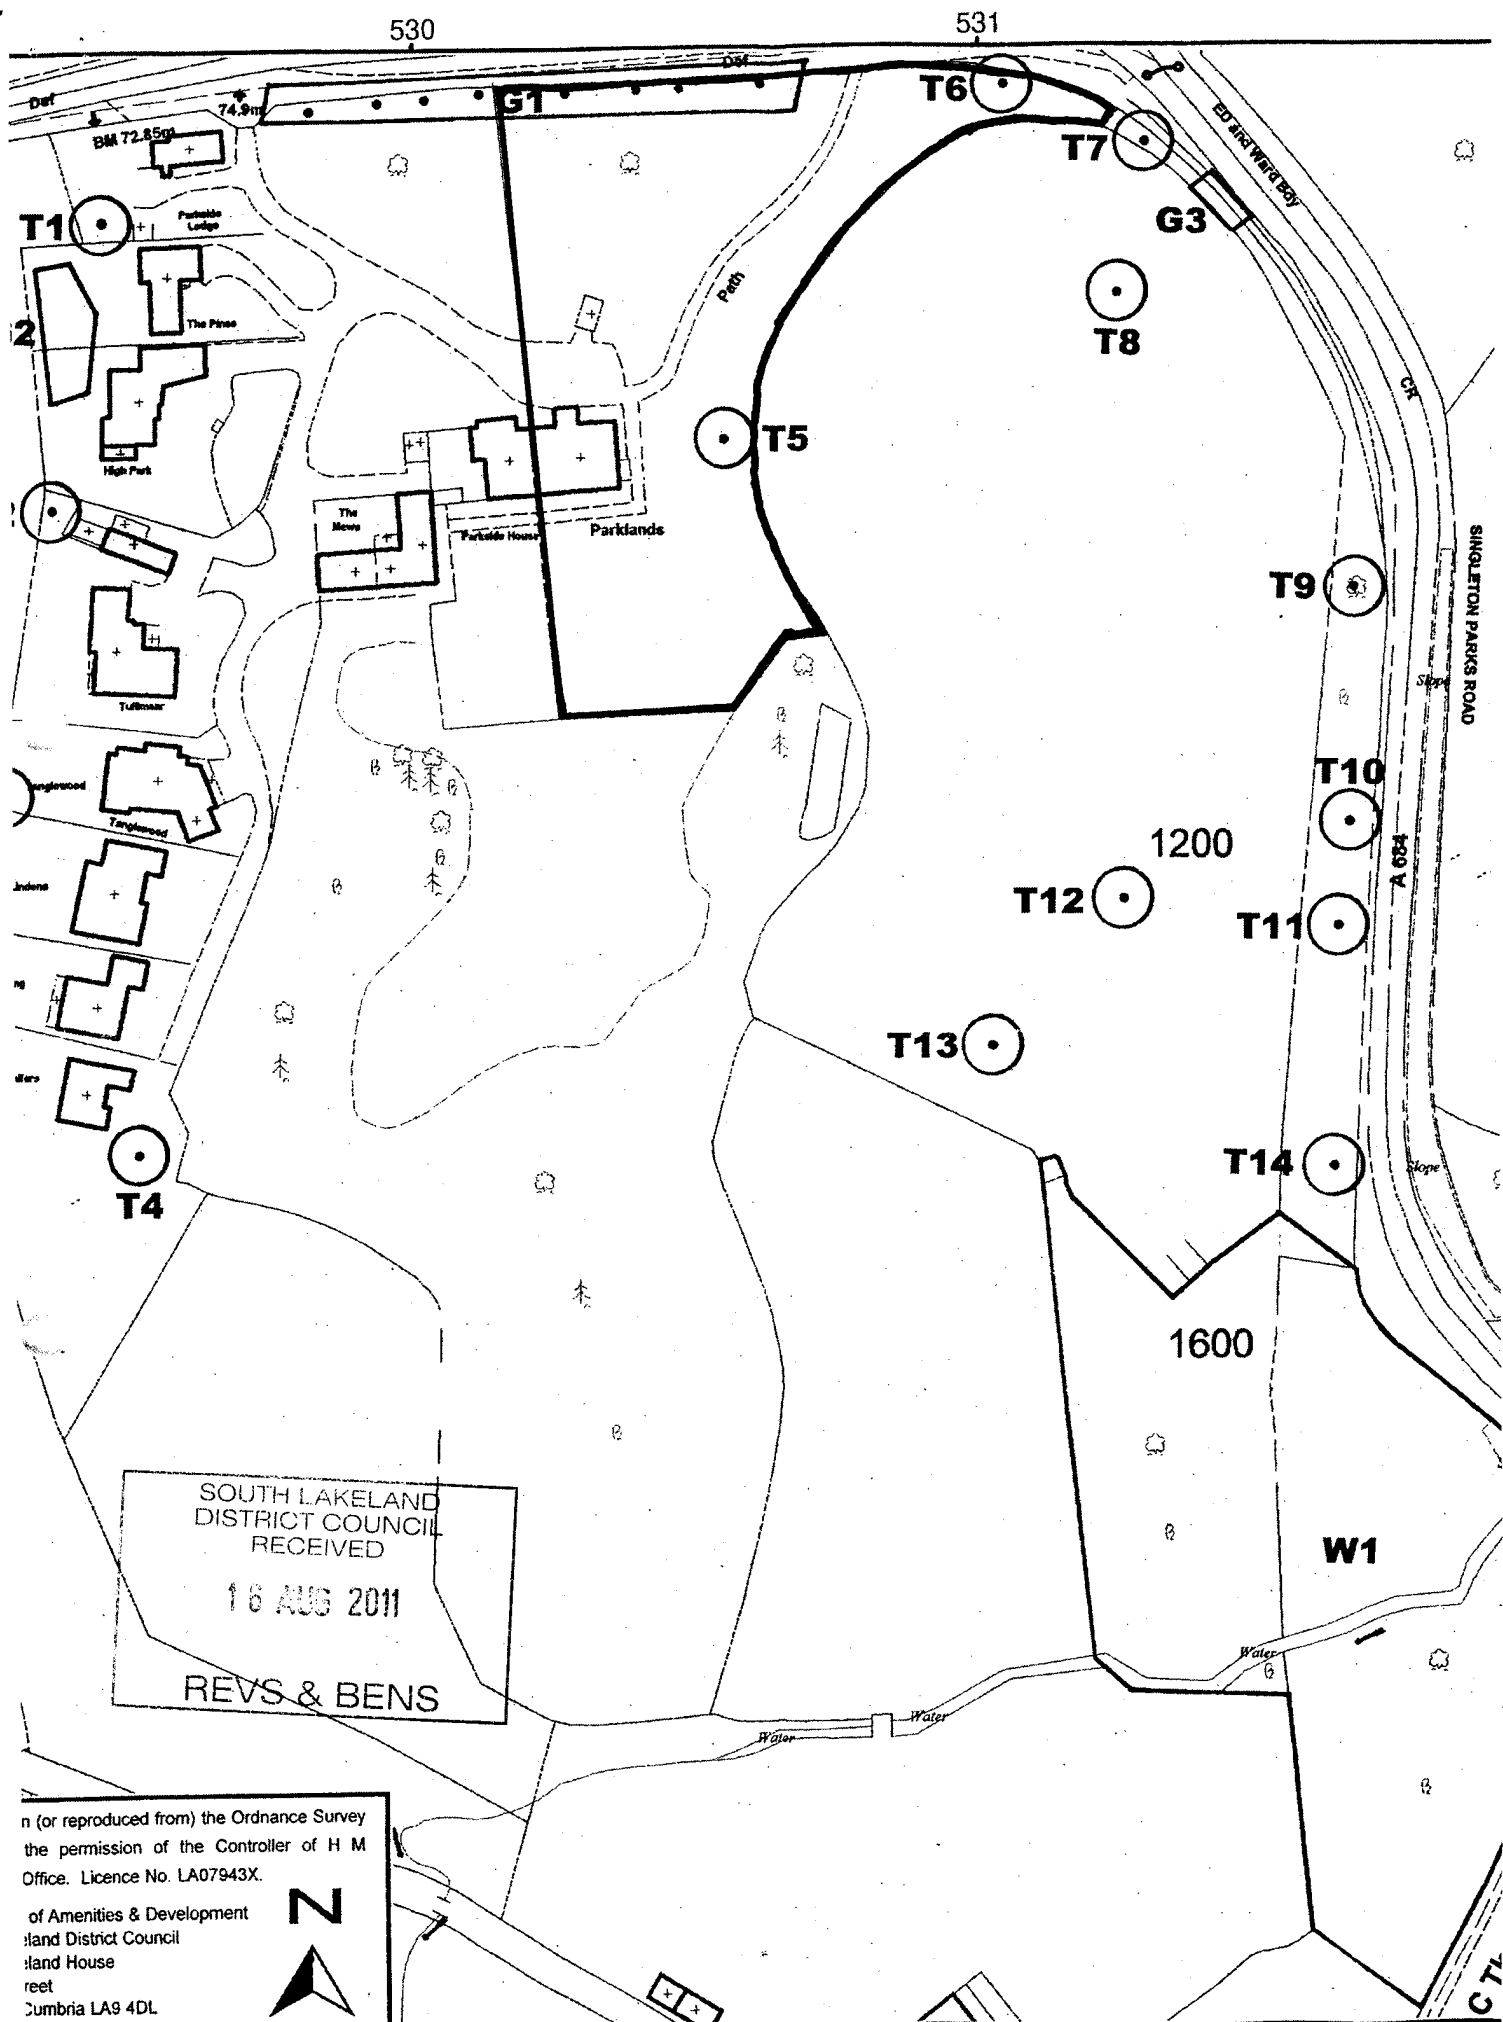 530
531
Def
Def
G1
T6
74.9m
BM 72.85m
T7
ED and Ward Bdy
T1
Parkside
Lodge
G3
The Pines
2
Path
T8
CR
T5
High Park
The
Mews
Parkside House
Parklands
SINGLETON PARKS ROAD
T9
Tullimaar
Slope
T10
Tanglewood
1200
A 684
T12
T11
T13
T14
Slope
T4
1600
SOUTH LAKELAND
DISTRICT COUNCIL
RECEIVED
16 AUG 2011
REVS & BENS
W1
Water
Water
Water
n (or reproduced from) the Ordnance Survey
the permission of the Controller of H M
Office. Licence No. LA07943X.
of Amenities & Development
land District Council
land House
reet
Cumbria LA9 4DL
N